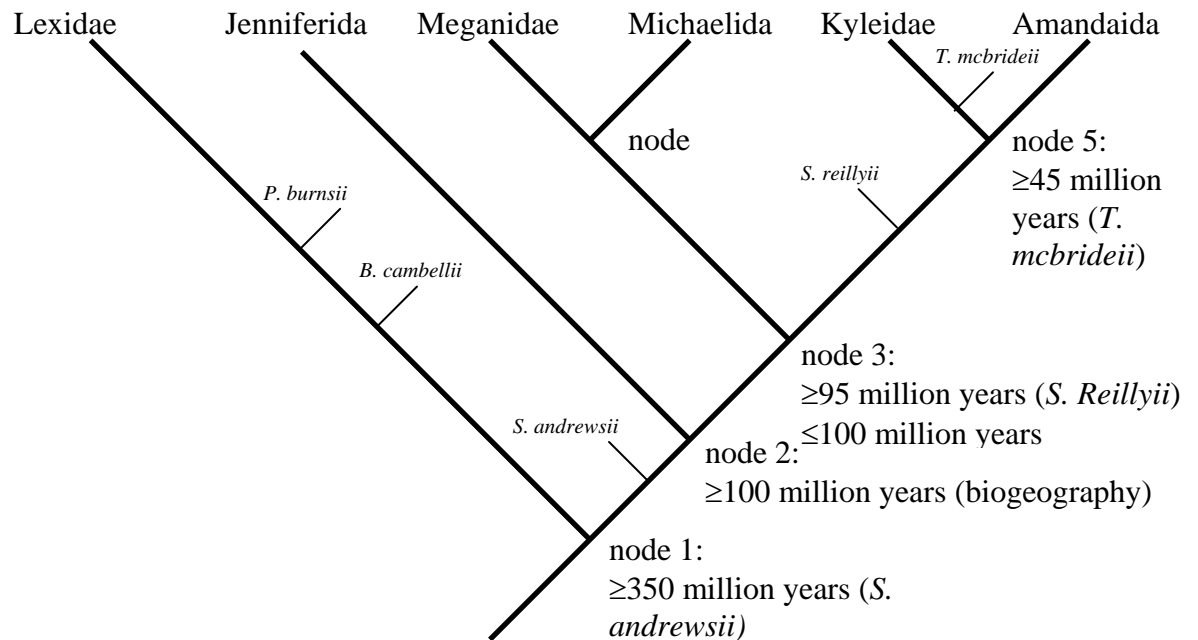 Lexidae Jenniferida Meganidae Michaelida Kyleidae Amandaida
T. mcbrideii
node
node 5:
≥45 million
years (T.
mcbrideii)
S. reillyii
P. burnsii
B. cambellii
node 3:
≥95 million years (S. Reillyii)
≤100 million years
S. andrewsii
node 2:
≥100 million years (biogeography)
node 1:
≥350 million years (S.
andrewsii)